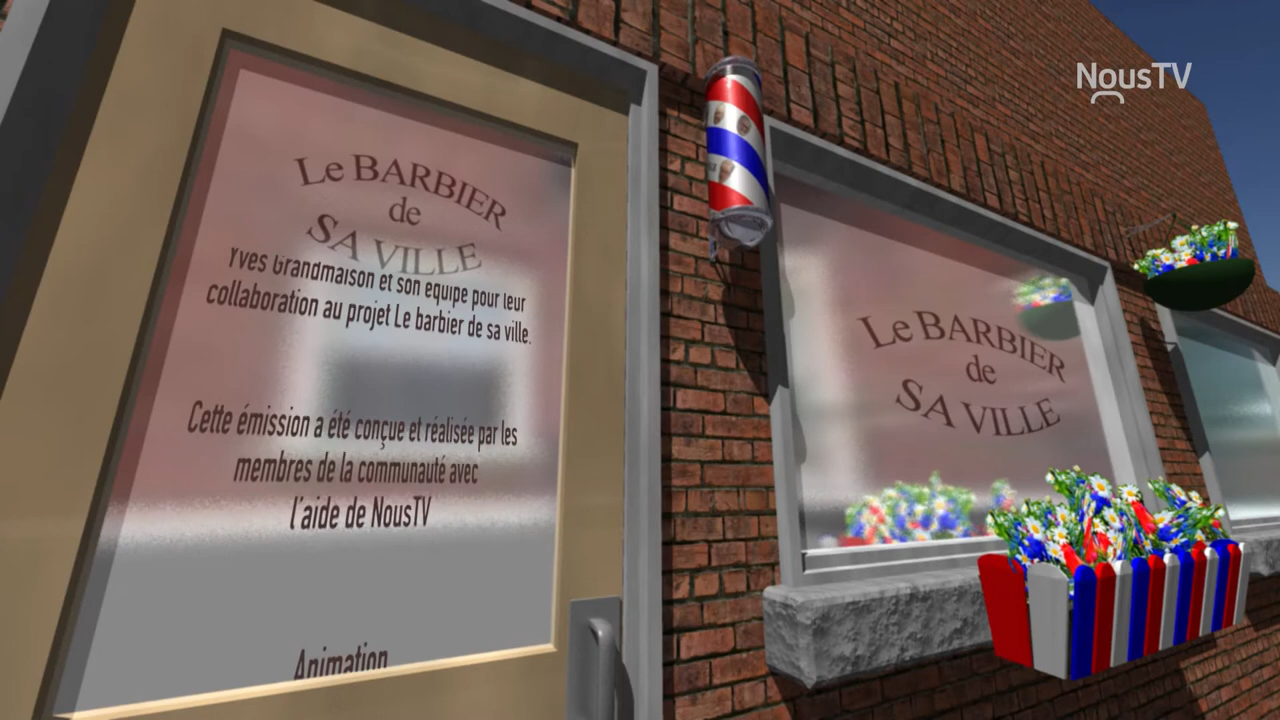 NousTV
Le BARBIER
de
SA VILLE
Yves Grandmaison et son équipe pour leur
collaboration au projet Le barbier de sa ville.
Cette émission a été conçue et réalisée par les
membres de la communauté avec
l'aide de NousTV
Animation
Le BARBIER
de
SA VILLE